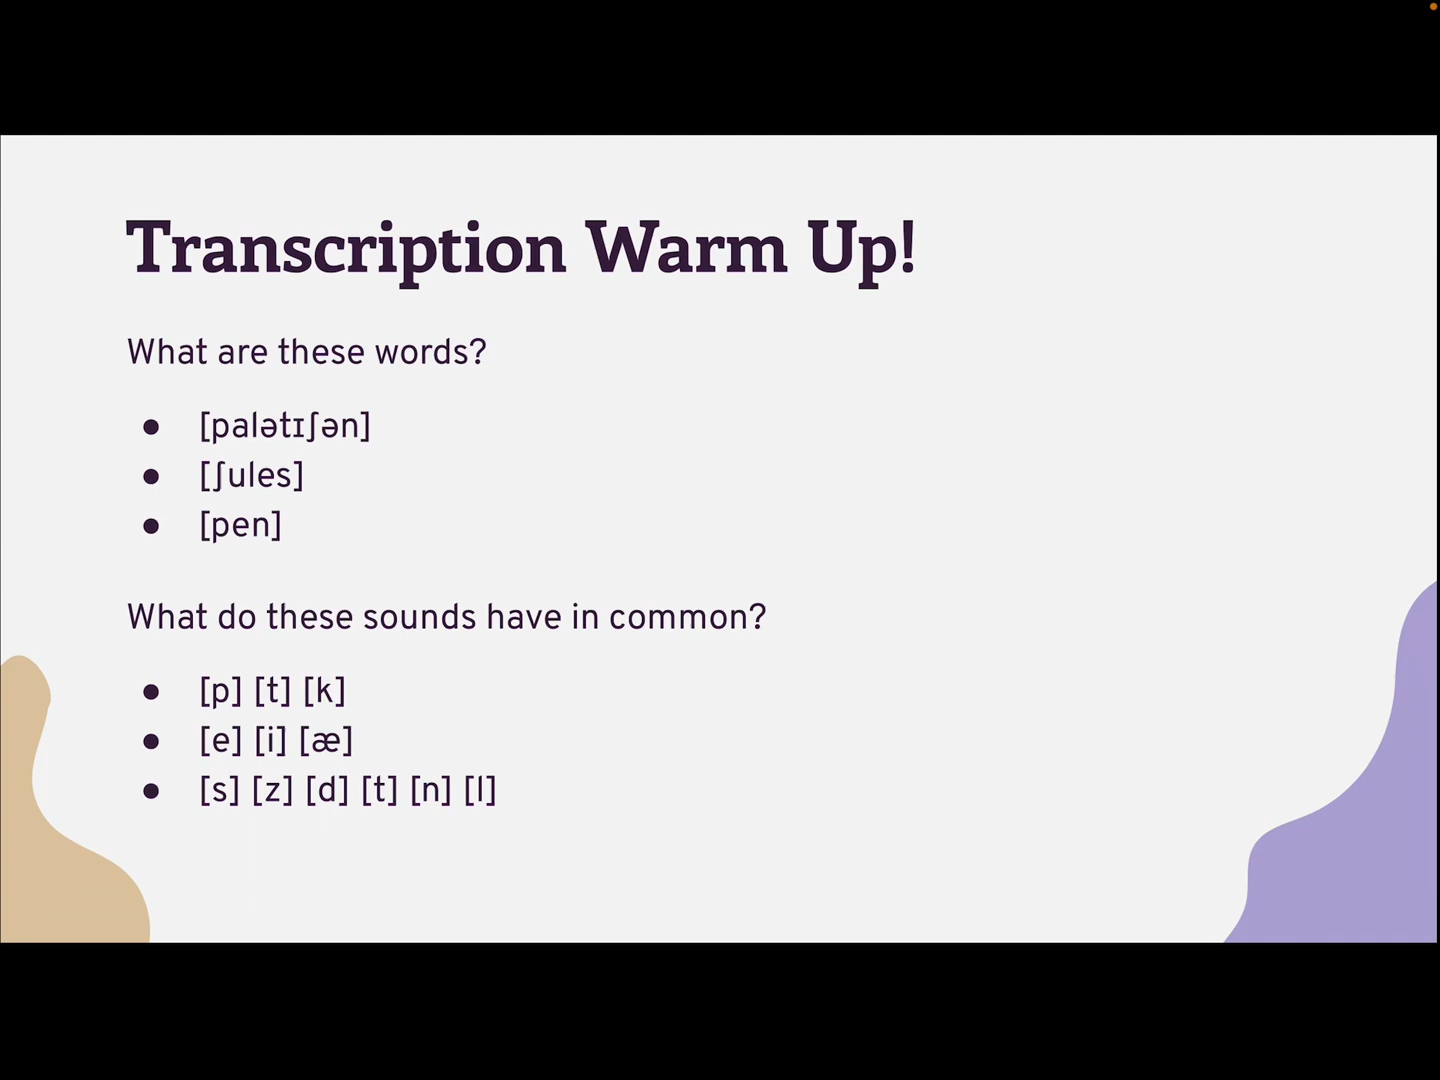 Transcription Warm Up!
What are these words?
● [palətɪʃən]
● [ʃules]
● [pen]
What do these sounds have in common?
● [p] [t] [k]
● [e] [i] [æ]
● [s] [z] [d] [t] [n] [l]